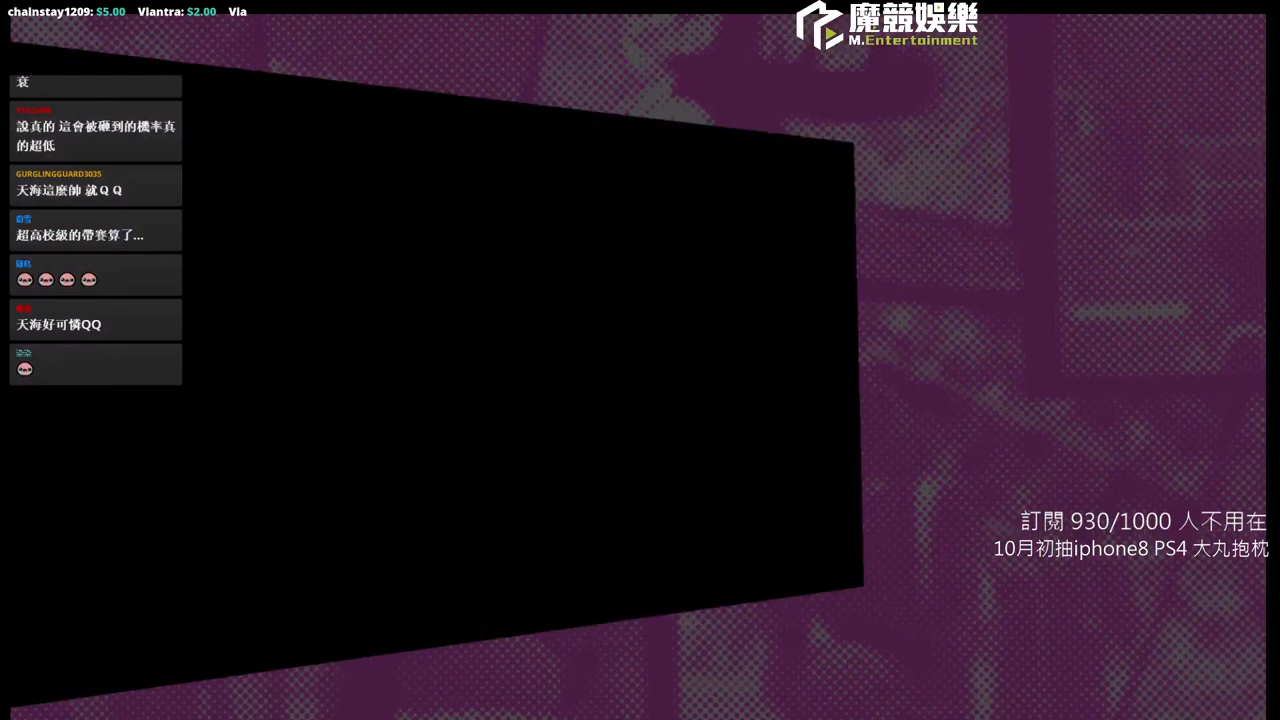 chainstay1209: $5.00 Viantra: $2.00 Via
魔競娛樂
M.Entertainment
衰
說真的 這會被砸到的機率真
的超低
GURGLINGGUARD3035
天海這麼帥 就ＱＱ
超高校級的帶賽算了...
天海好可憐QQ
染染
訂閱 930/1000 人不用在
10月初抽iphone8 PS4 大丸抱枕